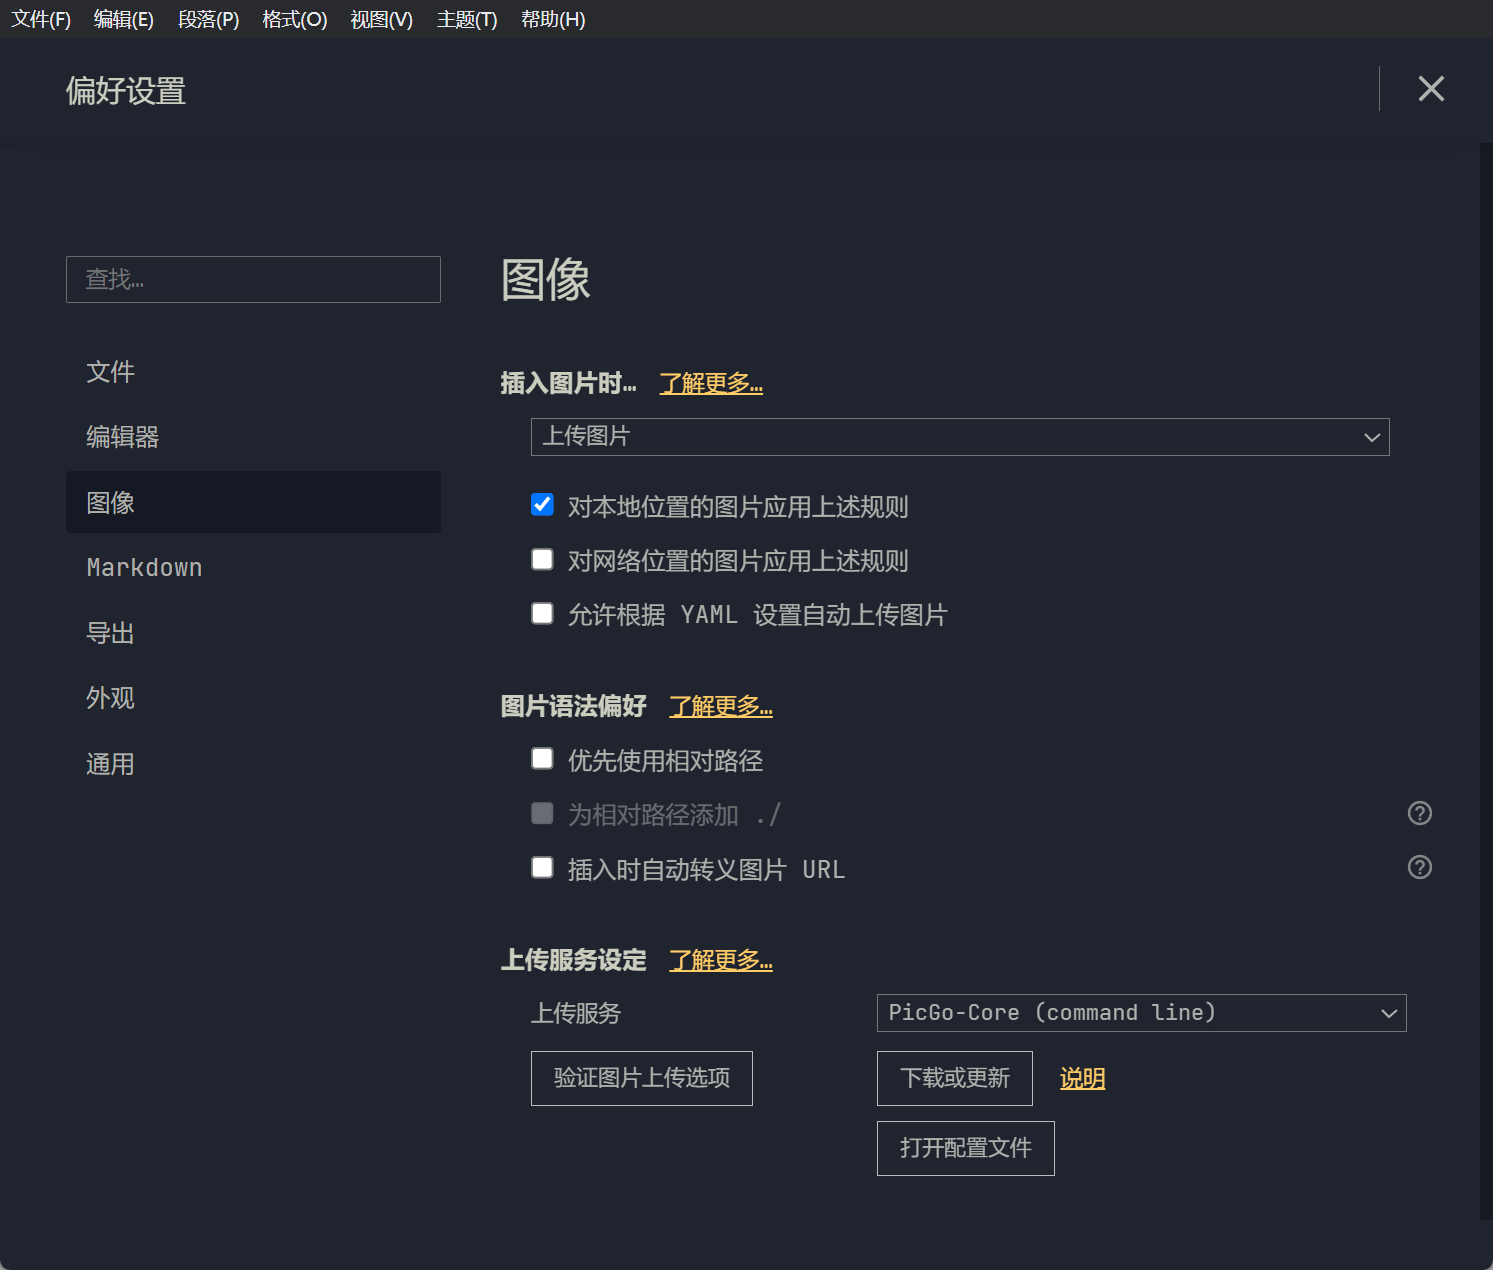 文件(F) 编辑(E) 段落(P) 格式(O) 视图(V) 主题(T) 帮助(H)
偏好设置
查找...
文件
编辑器
图像
Markdown
导出
外观
通用
图像
插入图片时... 了解更多...
上传图片
对本地位置的图片应用上述规则
对网络位置的图片应用上述规则
允许根据 YAML 设置自动上传图片
图片语法偏好 了解更多...
优先使用相对路径
为相对路径添加 ./
插入时自动转义图片 URL
上传服务设定 了解更多...
上传服务 PicGo-Core (command line)
验证图片上传选项 下载或更新 说明
打开配置文件